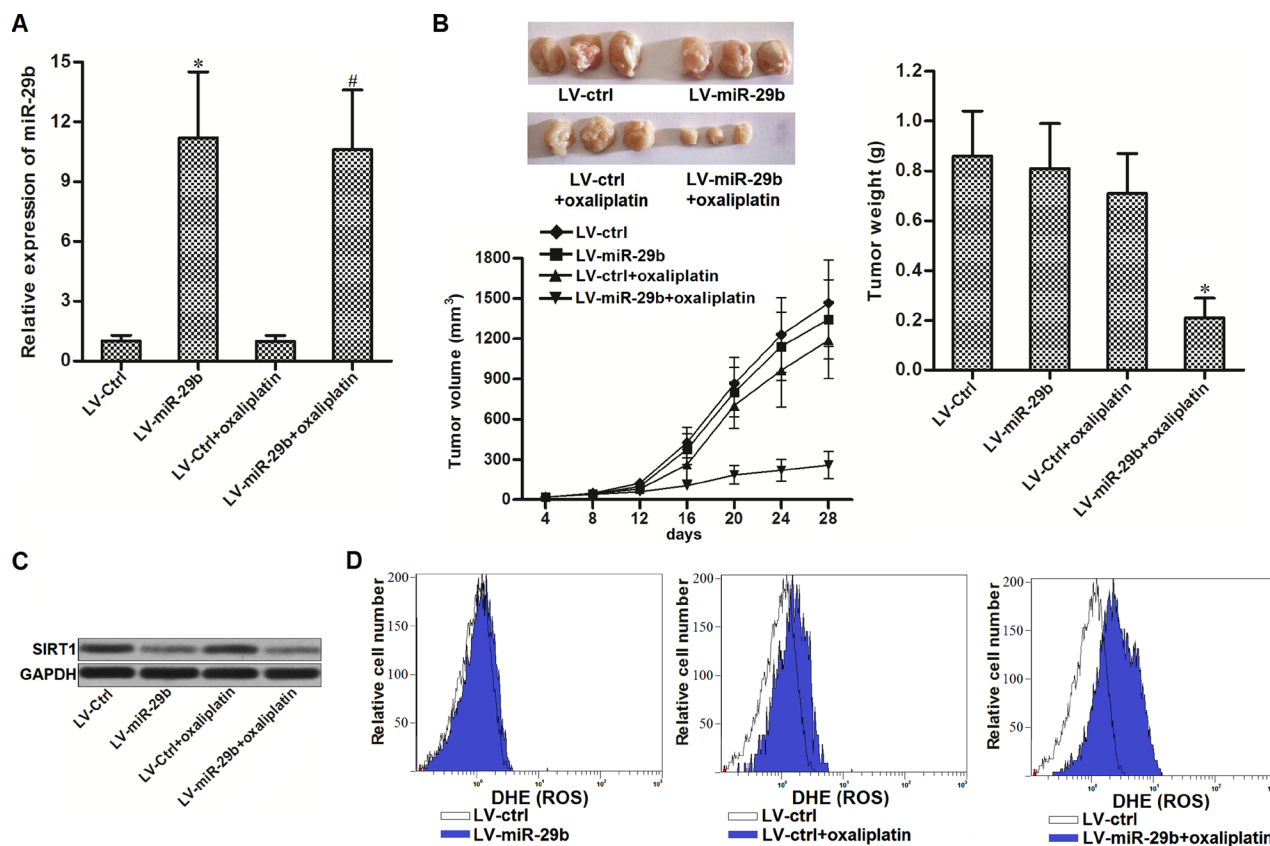 A
Relative expression of miR-29b
15
12
9
6
3
0
*
#
LV-Ctrl
LV-miR-29b
LV-Ctrl+oxaliplatin
LV-miR-29b+oxaliplatin
B
LV-ctrl
LV-miR-29b
LV-ctrl
+oxaliplatin
LV-miR-29b
+oxaliplatin
LV-ctrl
LV-miR-29b
LV-ctrl+oxaliplatin
LV-miR-29b+oxaliplatin
Tumor volume (mm3)
1800
1500
1200
900
600
300
0
4 8 12 16 20 24 28
days
Tumor weight (g)
1.2
1.0
0.8
0.6
0.4
0.2
0.0
*
LV-Ctrl
LV-miR-29b
LV-Ctrl+oxaliplatin
LV-miR-29b+oxaliplatin
C
SIRT1
GAPDH
LV-Ctrl
LV-miR-29b
LV-Ctrl+oxaliplatin
LV-miR-29b+oxaliplatin
D
Relative cell number
200
150
100
50
DHE (ROS)
LV-ctrl
LV-miR-29b
Relative cell number
200
150
100
50
DHE (ROS)
LV-ctrl
LV-ctrl+oxaliplatin
Relative cell number
200
150
100
50
DHE (ROS)
LV-ctrl
LV-miR-29b+oxaliplatin